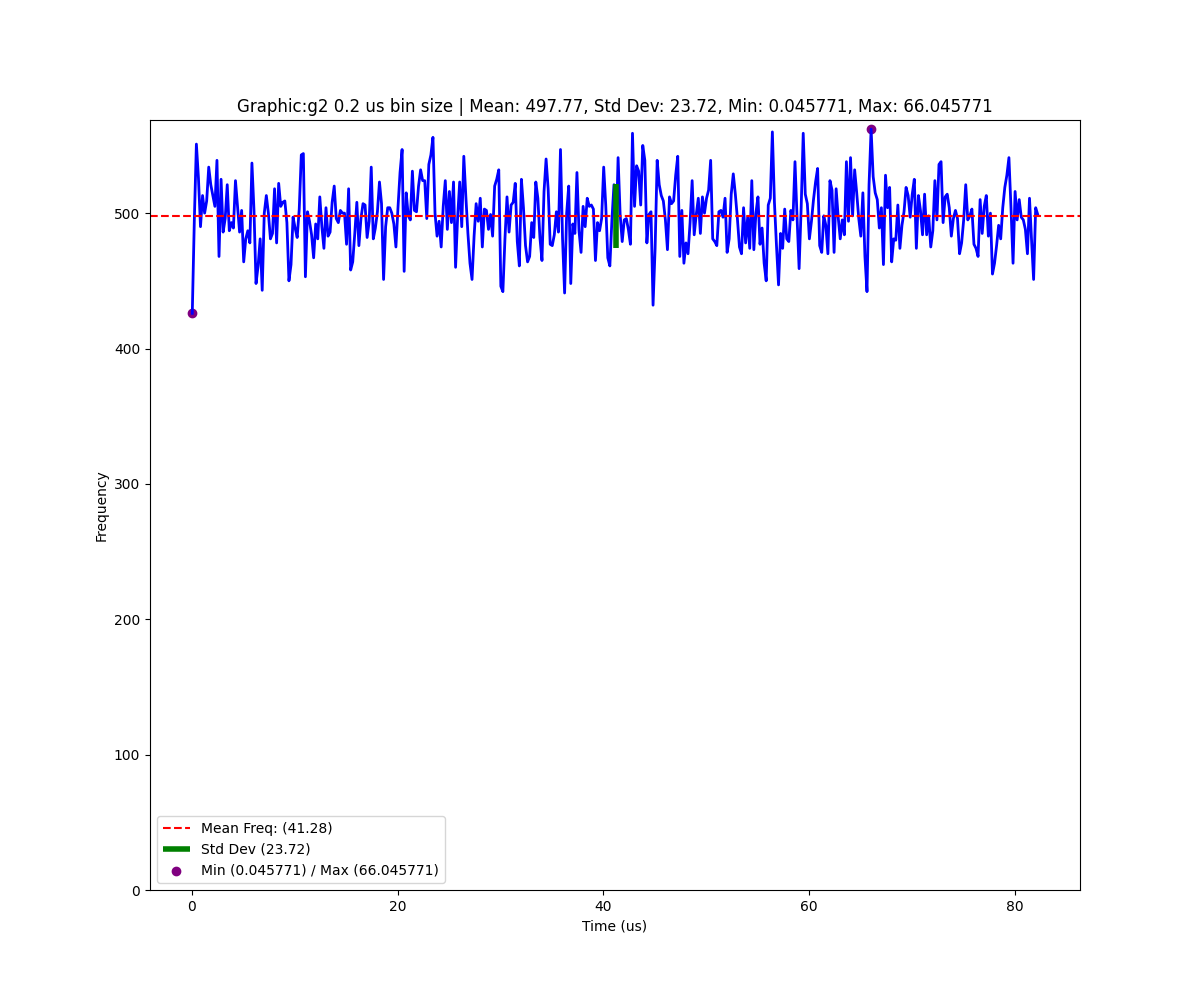 Graphic:g2 0.2 us bin size | Mean: 497.77, Std Dev: 23.72, Min: 0.045771, Max: 66.045771
500
400
300
200
100
0
Frequency
Mean Freq: (41.28)
Std Dev (23.72)
Min (0.045771) / Max (66.045771)
0 20 40 60 80
Time (us)